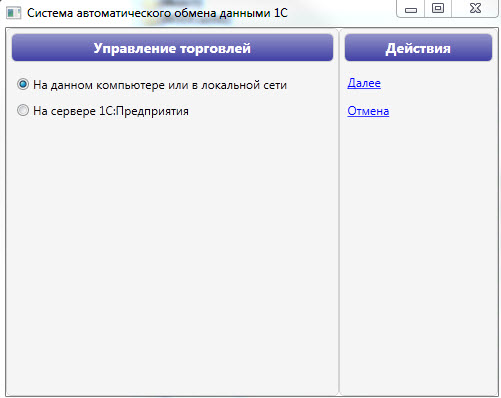 Система автоматического обмена данными 1С
Управление торговлей
На данном компьютере или в локальной сети
На сервере 1С:Предприятия
Действия
Далее
Отмена